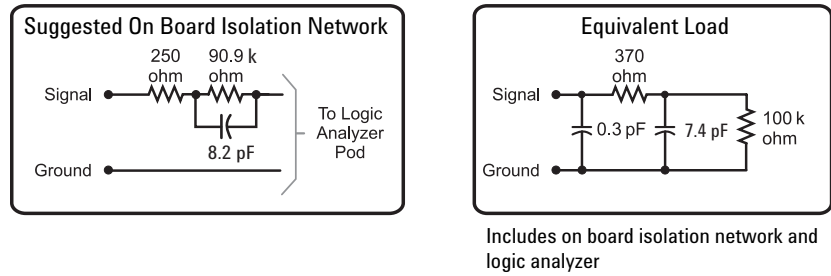 Suggested On Board Isolation Network
250
ohm
90.9 k
ohm
Signal
8.2 pF
To Logic
Analyzer
Pod
Ground
Equivalent Load
370
ohm
Signal
0.3 pF
7.4 pF
100 k
ohm
Ground
Includes on board isolation network and
logic analyzer